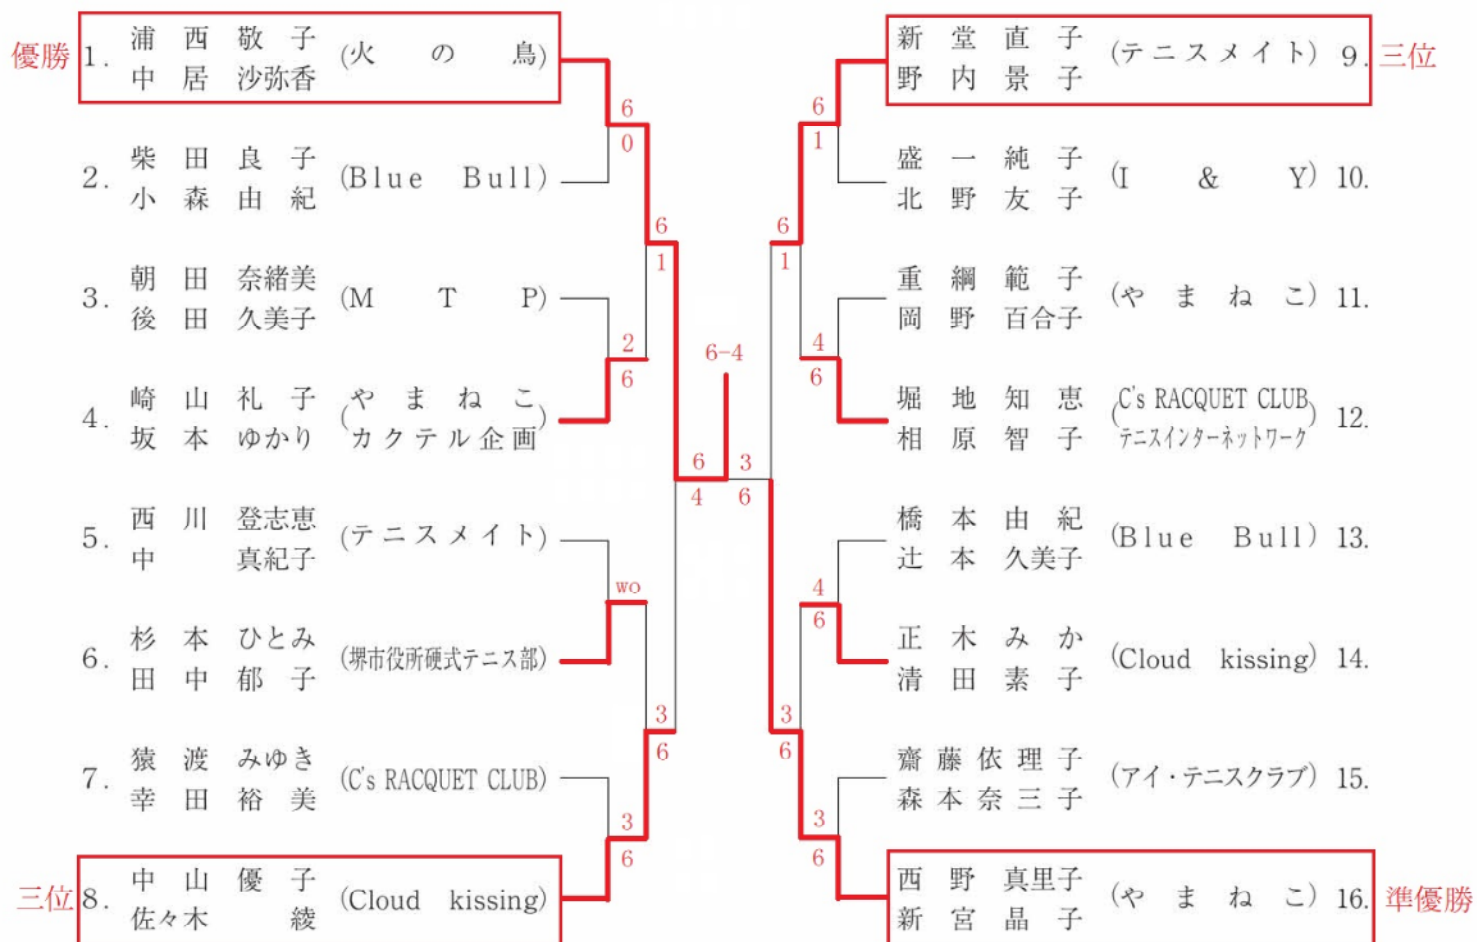 優勝
1. 浦西敬子 中居沙弥香 (火の鳥)
2. 柴田良子 小森由紀 (Blue Bull)
3. 朝田奈緒美 後田久美子 (MTP)
4. 崎山礼子 坂本ゆかり (やまねこ カクテル企画)
5. 西川登志恵 中真紀子 (テニスメイト)
6. 杉本ひとみ 田中郁子 (堺市役所硬式テニス部)
7. 猿渡みゆき 幸田裕美 (C's RACQUET CLUB)
三位
8. 中山優子 佐々木綾 (Cloud kissing)
6
0
2
6
wo
3
6
6
1
3
6
6
4
6-4
3
6
6
1
3
6
6
1
4
6
4
6
3
6
新堂直子 野内景子 (テニスメイト) 9.
三位
盛一純子 北野友子 (I & Y) 10.
重綱範子 岡野百合子 (やまねこ) 11.
堀地知恵 相原智子 (C's RACQUET CLUB テニスインターネットワーク) 12.
橋本由紀 辻本久美子 (Blue Bull) 13.
正木みか 清田素子 (Cloud kissing) 14.
齋藤依理子 森本奈三子 (アイ・テニスクラブ) 15.
西野真里子 新宮晶子 (やまねこ) 16.
準優勝